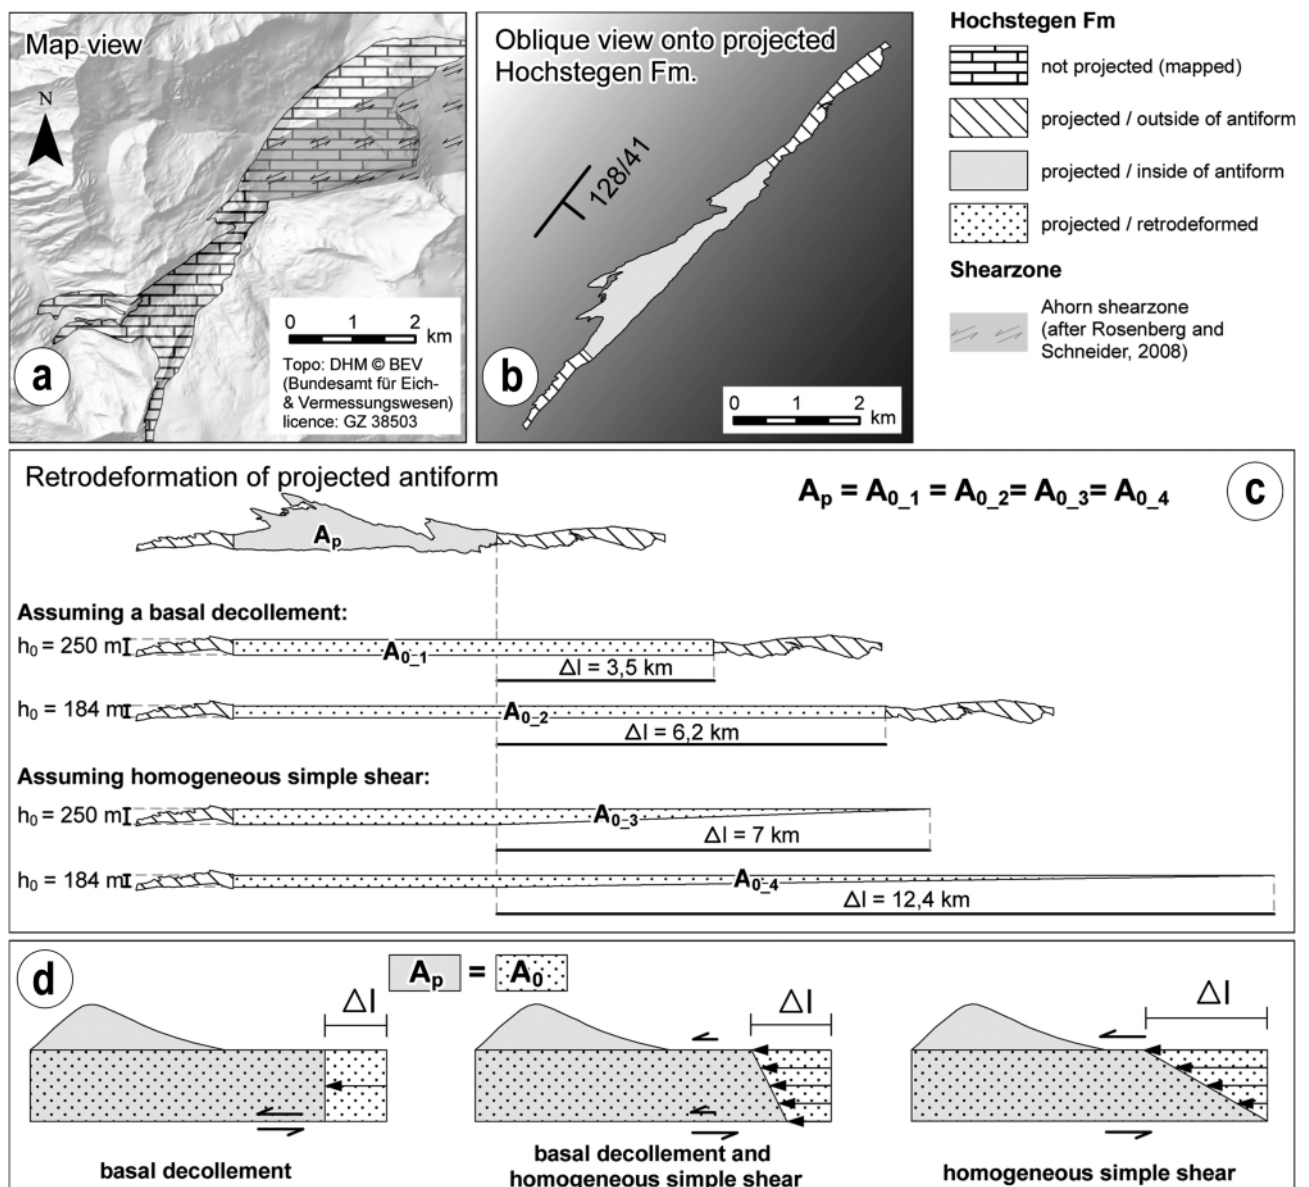 Map view
N
0 1 2
km
Topo: DHM © BEV
(Bundesamt für Eich-
& Vermessungswesen)
licence: GZ 38503
a
Oblique view onto projected
Hochstegen Fm.
128/41
0 1 2
km
b
Hochstegen Fm
not projected (mapped)
projected / outside of antiform
projected / inside of antiform
projected / retrodeformed
Shearzone
Ahorn shearzone
(after Rosenberg and
Schneider, 2008)
Retrodeformation of projected antiform
Ap = A0_1 = A0_2= A0_3= A0_4
c
Ap
Assuming a basal decollement:
h0 = 250 m
A0_1
Δl = 3,5 km
h0 = 184 m
A0_2
Δl = 6,2 km
Assuming homogeneous simple shear:
h0 = 250 m
A0_3
Δl = 7 km
h0 = 184 m
A0_4
Δl = 12,4 km
d
Ap = A0
Δl
Δl
Δl
basal decollement
basal decollement and
homogeneous simple shear
homogeneous simple shear